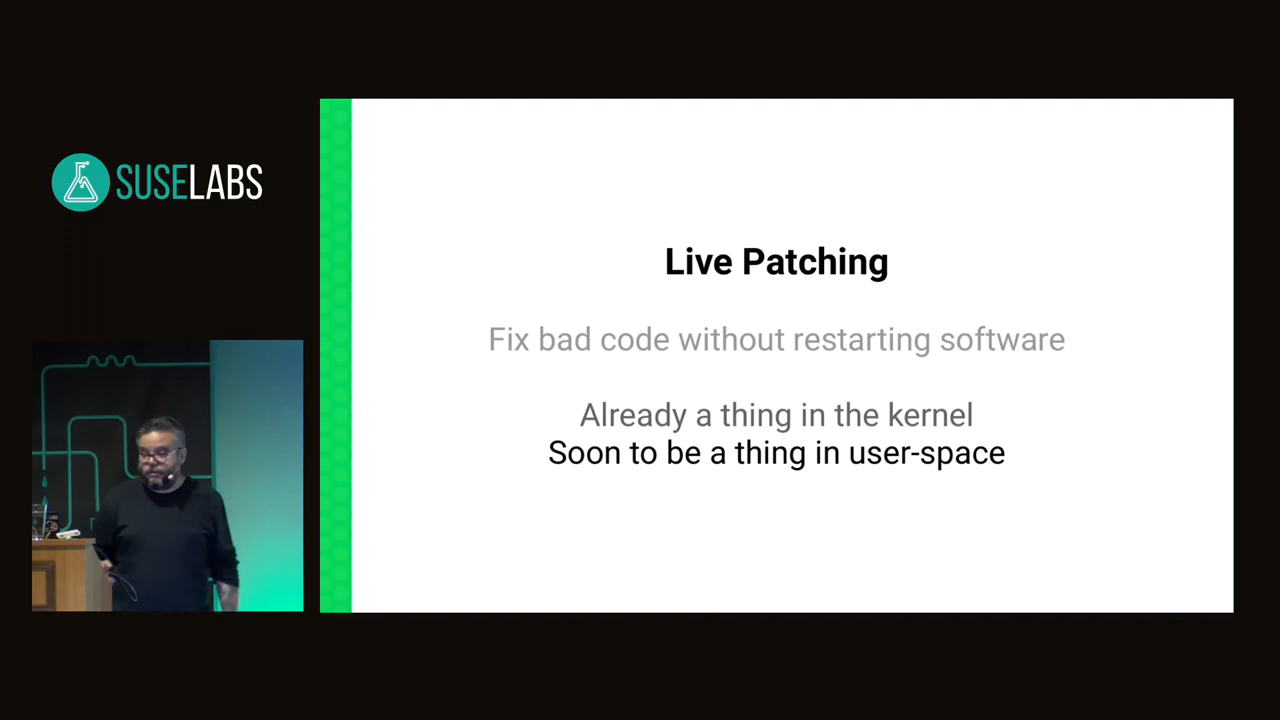 SUSELABS
Live Patching
Fix bad code without restarting software
Already a thing in the kernel
Soon to be a thing in user-space